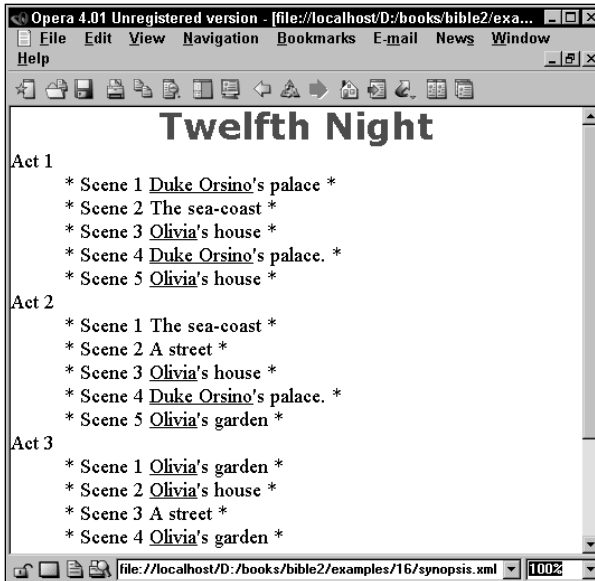 Opera 4.01 Unregistered version - [file://localhost/D:/books/bible2/exa...
File Edit View Navigation Bookmarks E-mail News Window
Help
Twelfth Night
Act 1
* Scene 1 Duke Orsino's palace *
* Scene 2 The sea-coast *
* Scene 3 Olivia's house *
* Scene 4 Duke Orsino's palace. *
* Scene 5 Olivia's house *
Act 2
* Scene 1 The sea-coast *
* Scene 2 A street *
* Scene 3 Olivia's house *
* Scene 4 Duke Orsino's palace. *
* Scene 5 Olivia's garden *
Act 3
* Scene 1 Olivia's garden *
* Scene 2 Olivia's house *
* Scene 3 A street *
* Scene 4 Olivia's garden *
file://localhost/D:/books/bible2/examples/16/synopsis.xml 100%